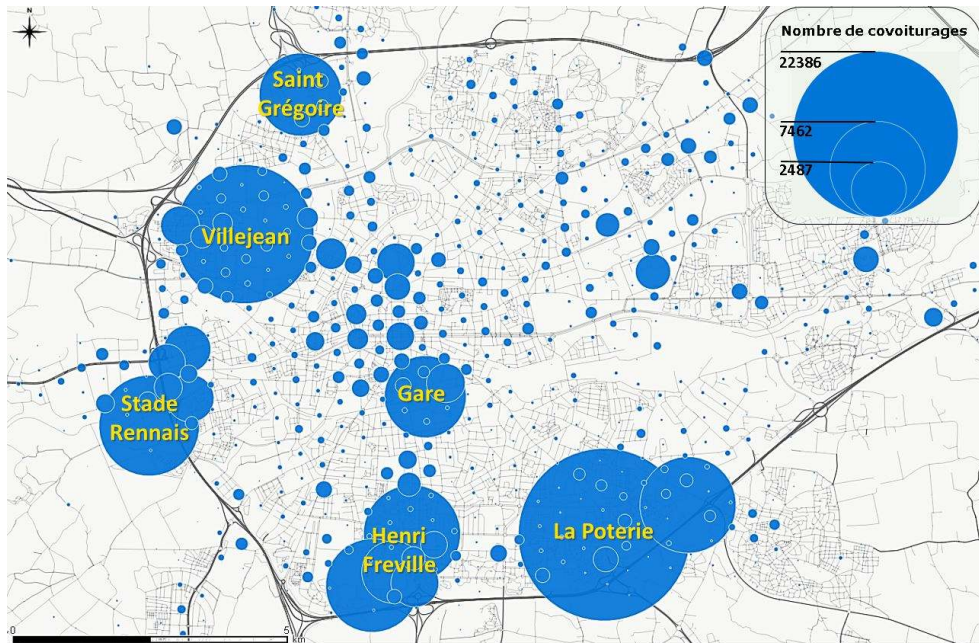 N
Nombre de covoiturages
22386
7462
2487
Saint
Grégoire
Villejean
Stade
Rennais
Gare
Henri
Freville
La Poterie
0
5
km